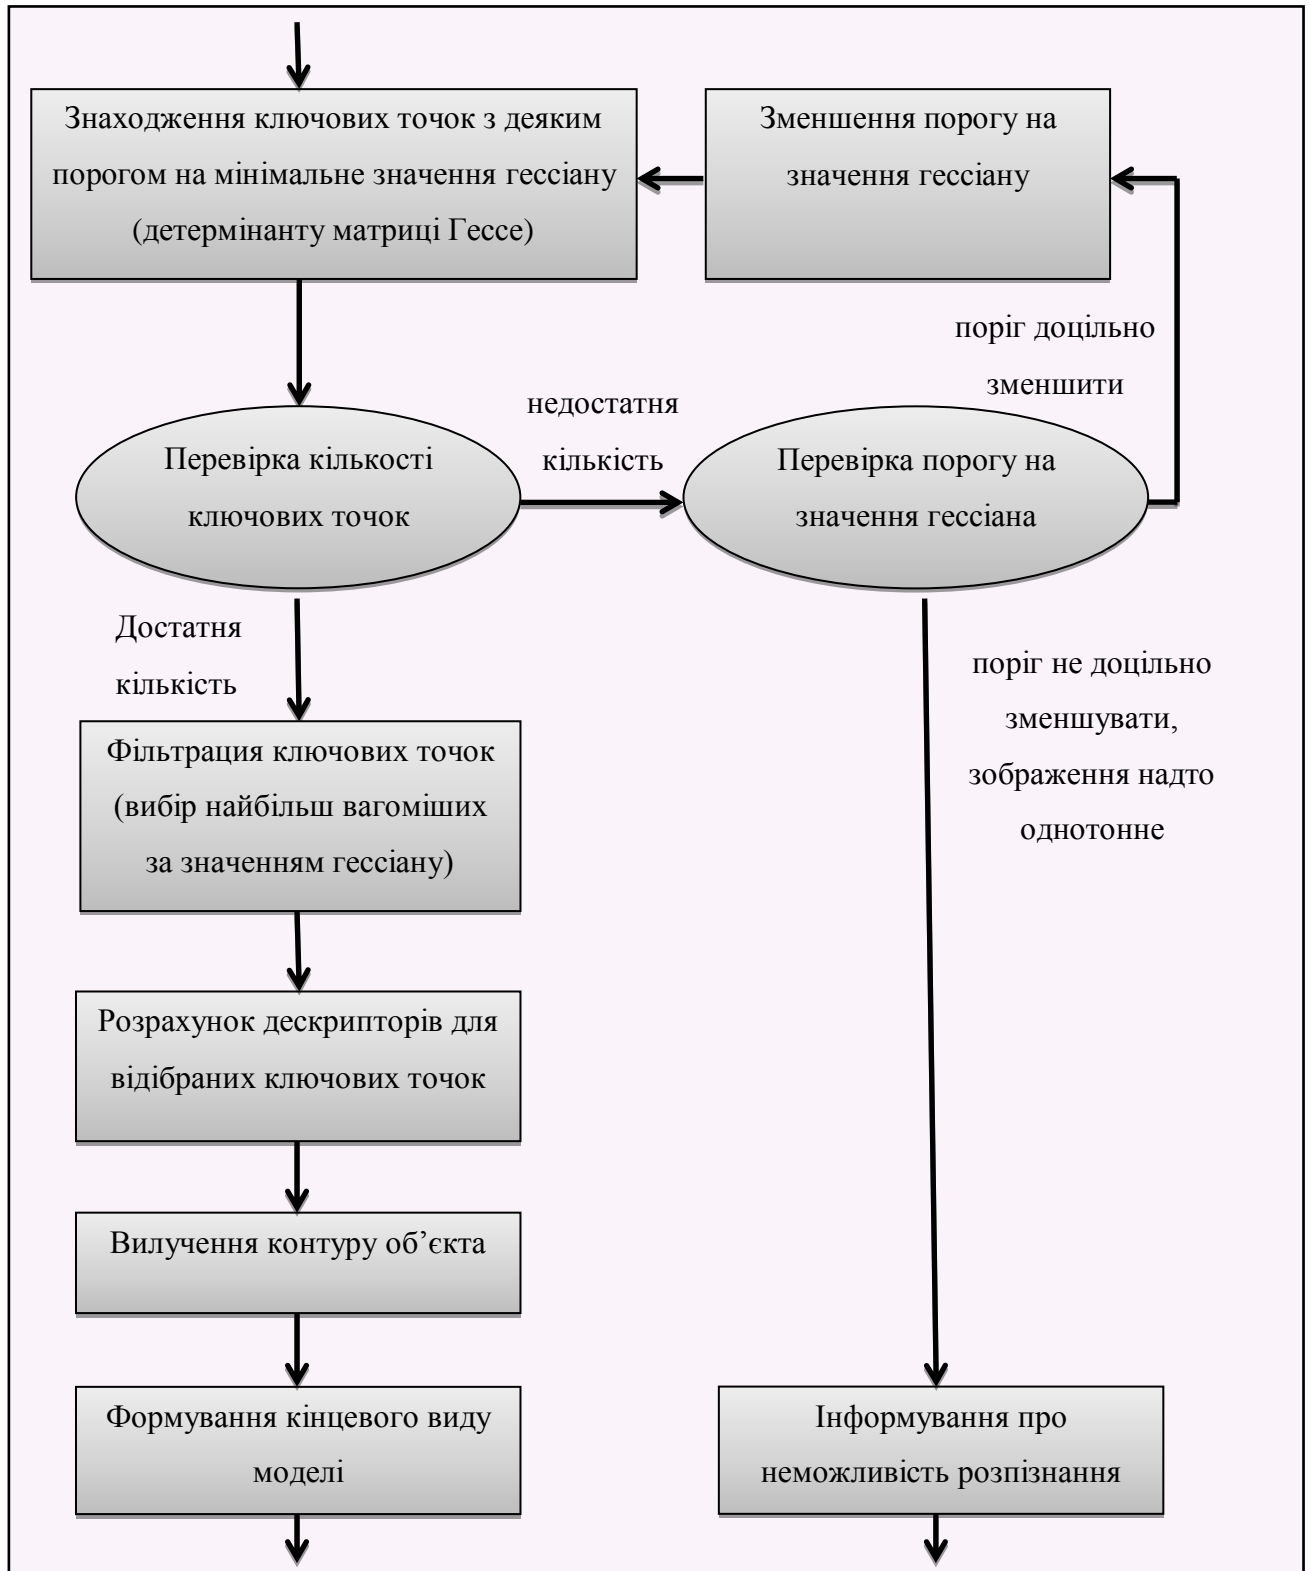 Знаходження ключових точок з деяким
порогом на мінімальне значення гессіану
(детермінанту матриці Гессе)
Зменшення порогу на
значення гессіану
поріг доцільно
зменшити
недостатня
кількість
Перевірка кількості
ключових точок
Перевірка порогу на
значення гессіана
Достатня
кількість
поріг не доцільно
зменшувати,
зображення надто
однотонне
Фільтрация ключових точок
(вибір найбільш вагоміших
за значенням гессіану)
Розрахунок дескрипторів для
відібраних ключових точок
Вилучення контуру об’єкта
Формування кінцевого виду
моделі
Інформування про
неможливість розпізнання